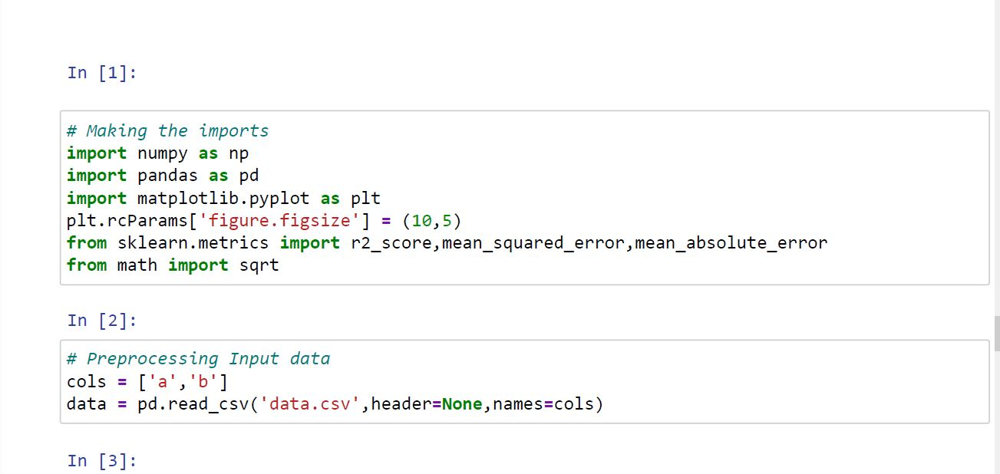 In [1]:
# Making the imports
import numpy as np
import pandas as pd
import matplotlib.pyplot as plt
plt.rcParams['figure.figsize'] = (10,5)
from sklearn.metrics import r2_score,mean_squared_error,mean_absolute_error
from math import sqrt
In [2]:
# Preprocessing Input data
cols = ['a','b']
data = pd.read_csv('data.csv',header=None,names=cols)
In [3]: